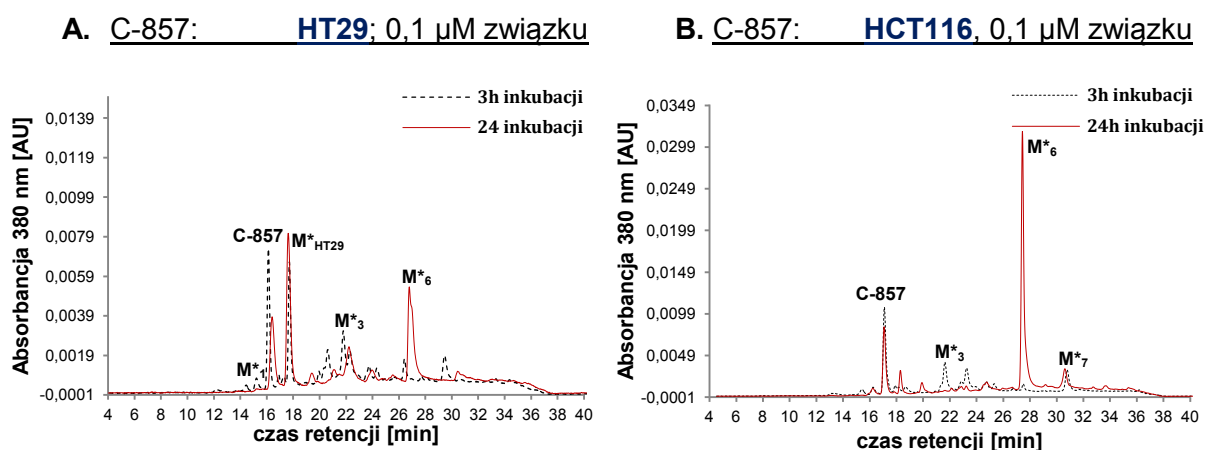 A. C-857: HT29; 0,1 µM związku
3h inkubacji
24 inkubacji
Absorbancja 380 nm [AU]
0,0139
0,0119
0,0099
0,0079
0,0059
0,0039
0,0019
-0,0001
C-857
M*HT29
M*6
M*3
M*1
4 6 8 10 12 14 16 18 20 22 24 26 28 30 32 34 36 38 40
czas retencji [min]
B. C-857: HCT116, 0,1 µM związku
3h inkubacji
24h inkubacji
Absorbancja 380 nm [AU]
0,0349
0,0299
0,0249
0,0199
0,0149
0,0099
0,0049
-0,0001
M*6
C-857
M*3
M*7
4 6 8 10 12 14 16 18 20 22 24 26 28 30 32 34 36 38 40
czas retencji [min]